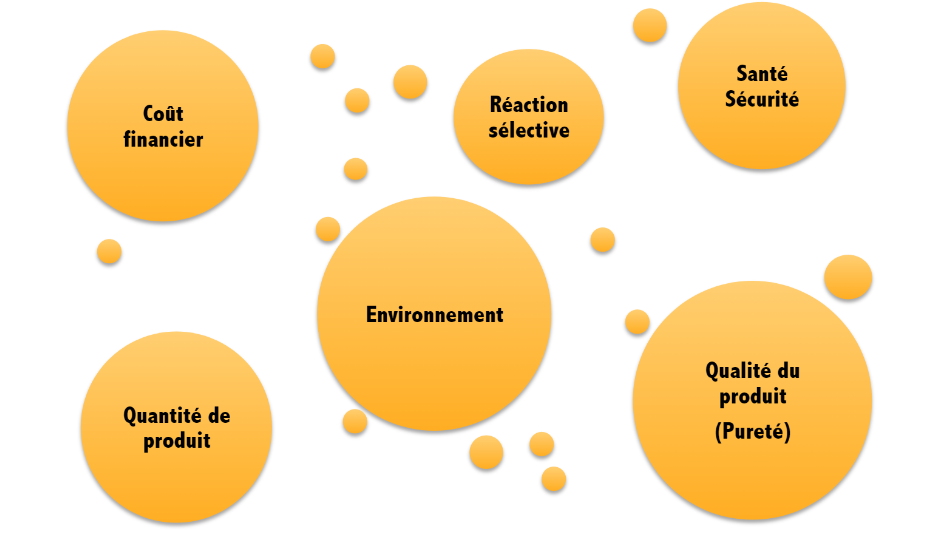 Coût
financier
Réaction
sélective
Santé
Sécurité
Environnement
Quantité de
produit
Qualité du
produit
(Pureté)